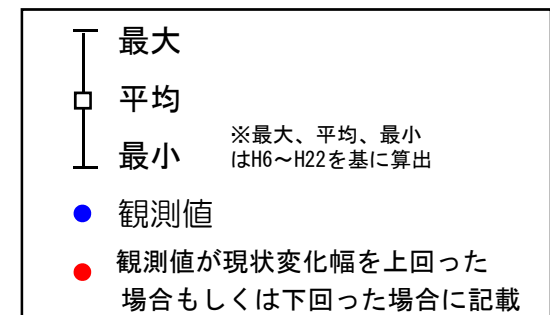 最大
平均
最小
※最大、平均、最小
はH6～H22を基に算出
観測値
観測値が現状変化幅を上回った
場合もしくは下回った場合に記載